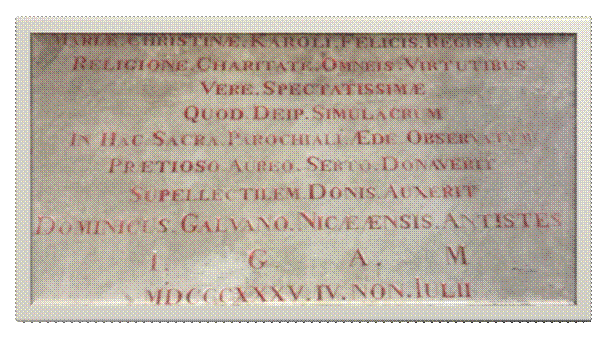 MARIÆ.CHRISTINÆ.KAROLI.FELICIS.REGIS.VIDUÆ
RELIGIONE.CHARITATE.OMNEIS.VIRTUTIBUS
VERE.SPECTATISSIMÆ
QUOD.DEIP.SIMULACRUM
IN HAC.SACRA.PAROCHIALI.ÆDE.OBSERVATUM
PRETIOSO.AUREO.SERTO.DONAVERIT
SUPELLECTILEM.DONIS.AUXERIT
DOMINICUS.GALVANO.NICÆENSIS.ANTISTES
I. G A. M
MDCCCXXXV.IV.NON.IULII